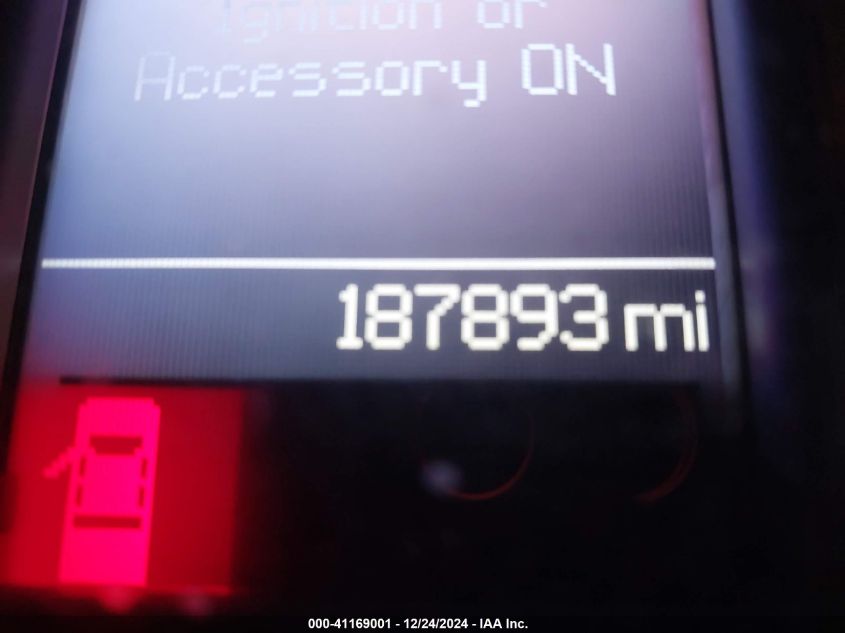 Ignition or
Accessory ON
187893 mi
000-41169001 - 12/24/2024 - IAA Inc.